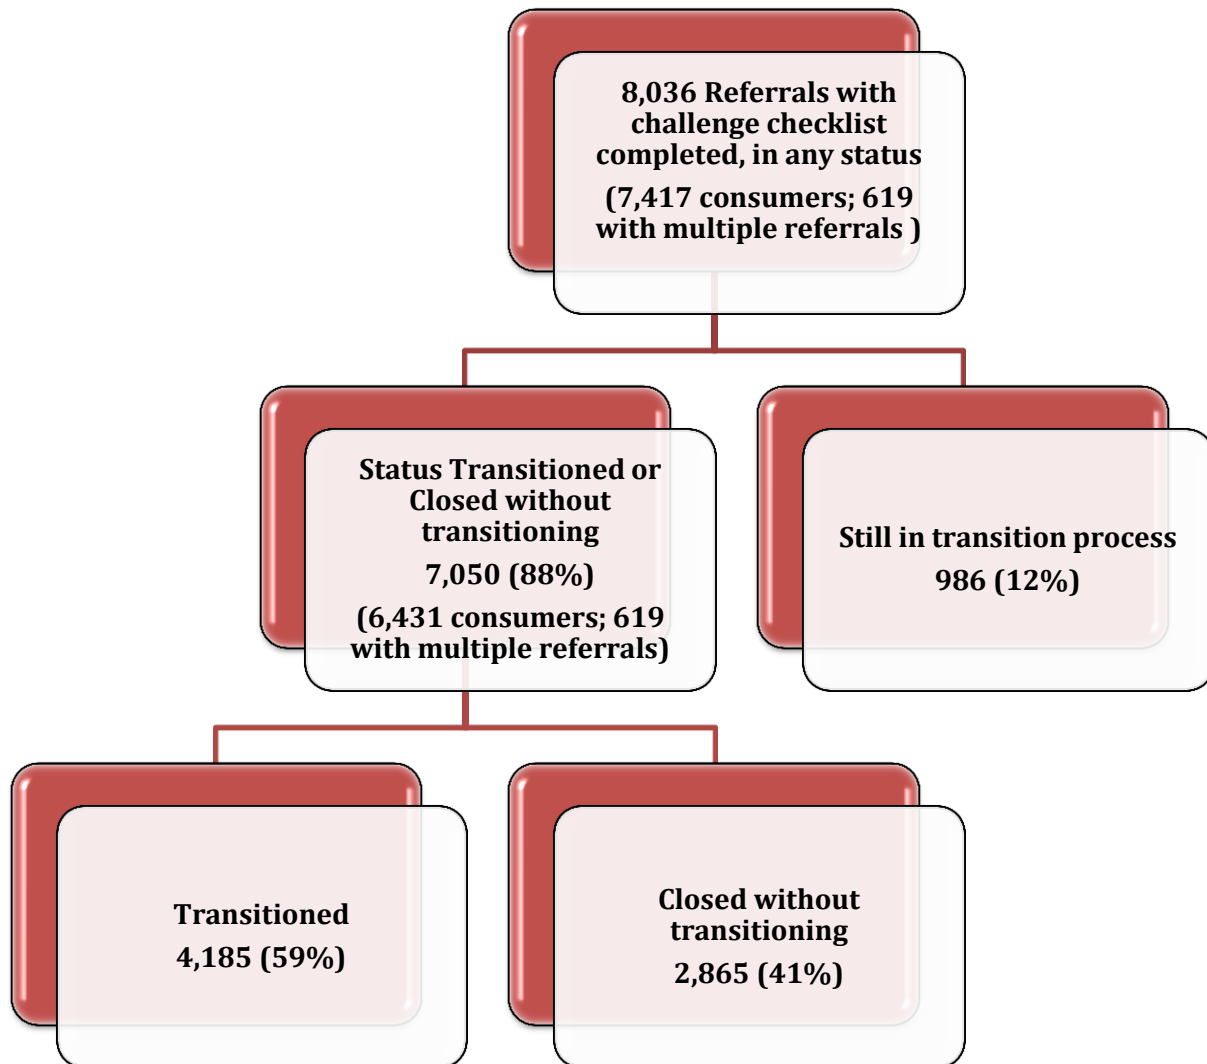 8,036 Referrals with
challenge checklist
completed, in any status
(7,417 consumers; 619
with multiple referrals )
Status Transitioned or
Closed without
transitioning
7,050 (88%)
(6,431 consumers; 619
with multiple referrals)
Still in transition process
986 (12%)
Transitioned
4,185 (59%)
Closed without
transitioning
2,865 (41%)